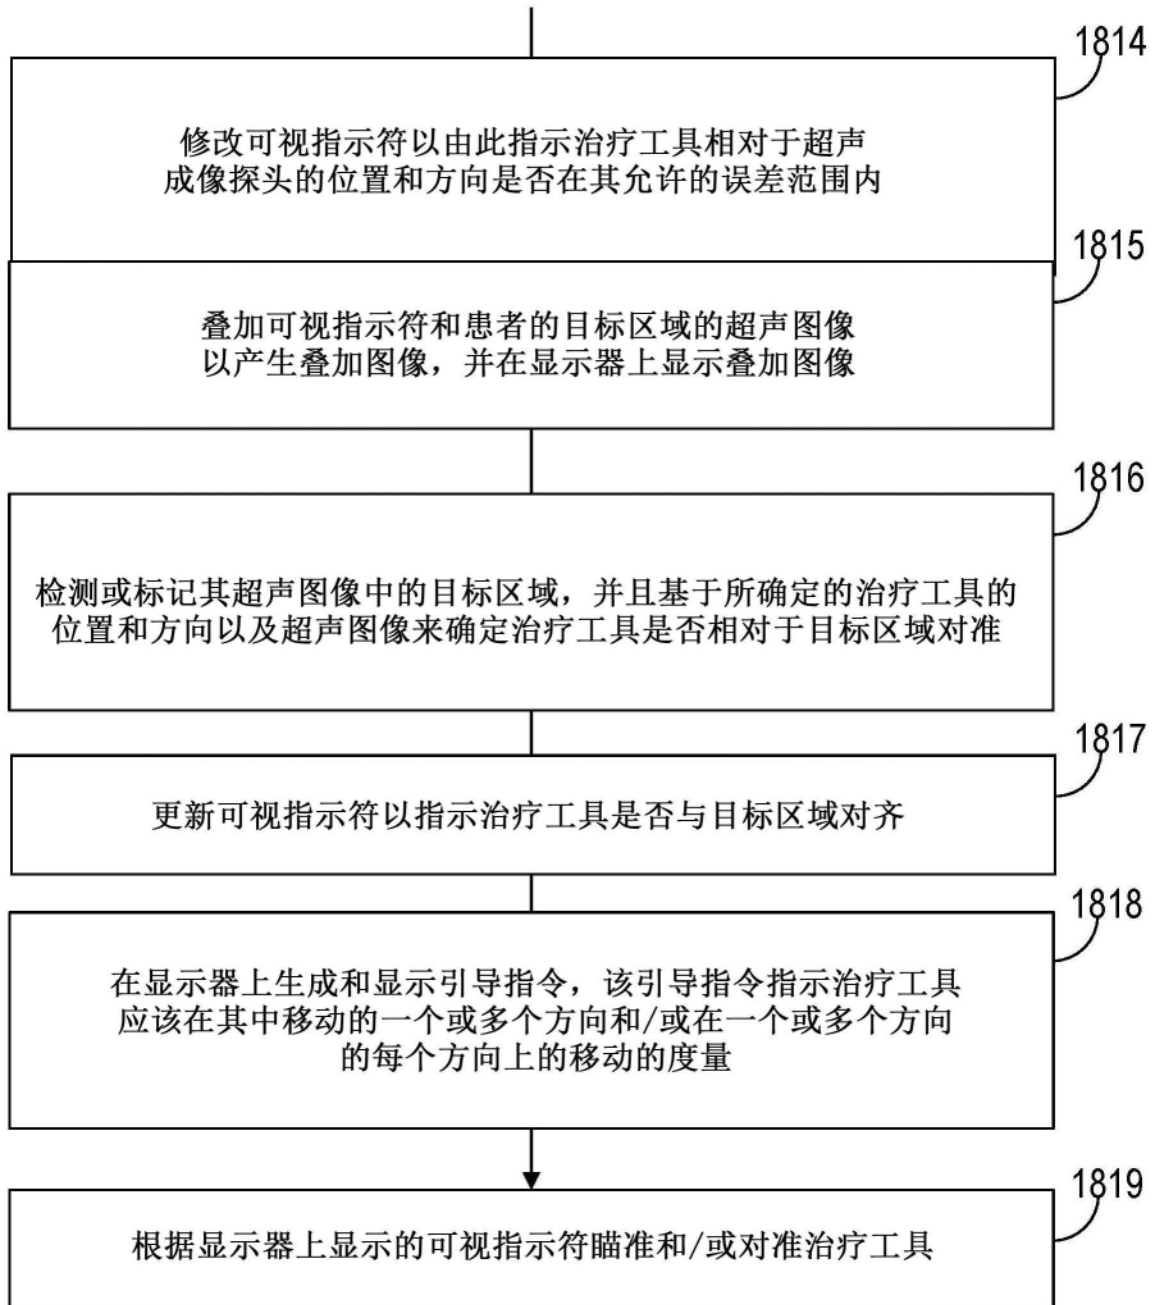 1814
修改可视指示符以由此指示治疗工具相对于超声
成像探头的位置和方向是否在其允许的误差范围内
1815
叠加可视指示符和患者的目标区域的超声图像
以产生叠加图像，并在显示器上显示叠加图像
1816
检测或标记其超声图像中的目标区域，并且基于所确定的治疗工具的
位置和方向以及超声图像来确定治疗工具是否相对于目标区域对准
1817
更新可视指示符以指示治疗工具是否与目标区域对齐
1818
在显示器上生成和显示引导指令，该引导指令指示治疗工具
应该在其中移动的一个或多个方向和/或在一个或多个方向
的每个方向上的移动的度量
1819
根据显示器上显示的可视指示符瞄准和/或对准治疗工具